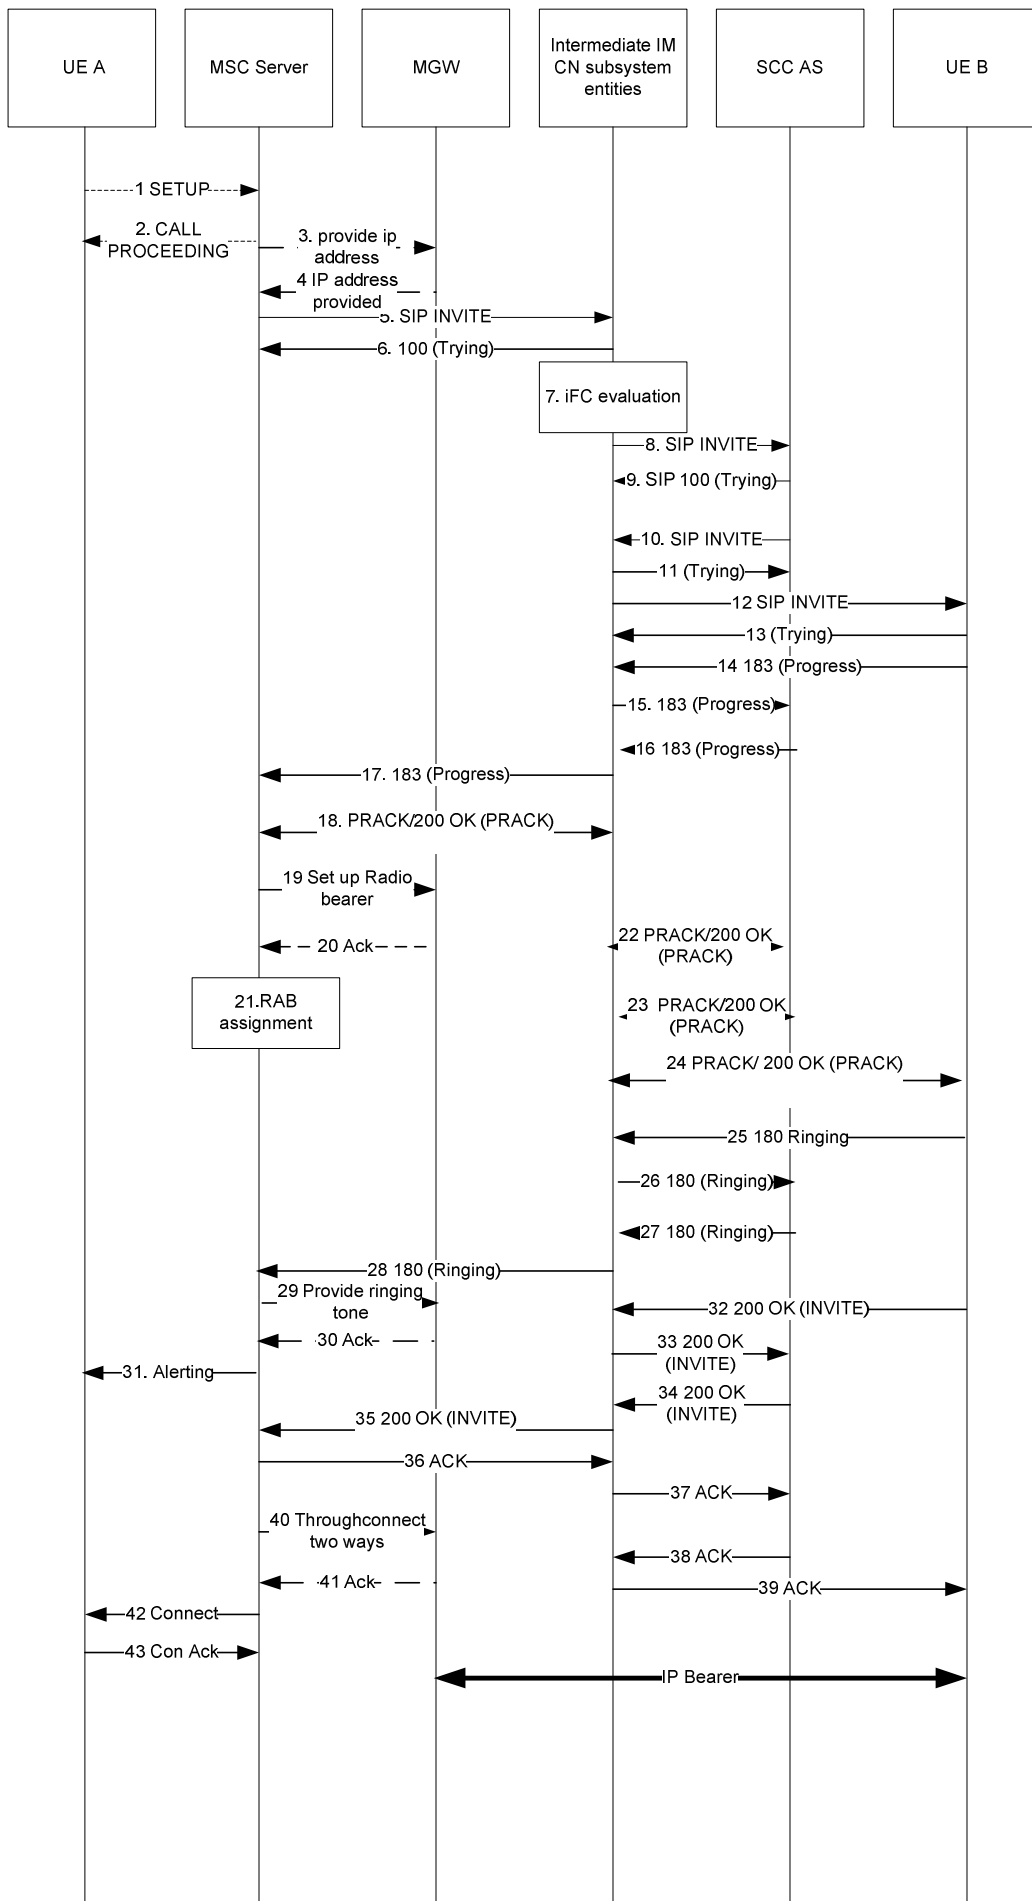 UE A
MSC Server
MGW
Intermediate IM
CN subsystem
entities
SCC AS
UE B
1 SETUP
2. CALL
PROCEEDING
3. provide ip
address
4 IP address
provided
5. SIP INVITE
6. 100 (Trying)
7. iFC evaluation
8. SIP INVITE
9. SIP 100 (Trying)
10. SIP INVITE
11 (Trying)
12 SIP INVITE
13 (Trying)
14 183 (Progress)
15. 183 (Progress)
16 183 (Progress)
17. 183 (Progress)
18. PRACK/200 OK (PRACK)
19 Set up Radio
bearer
20 Ack
22 PRACK/200 OK
(PRACK)
21.RAB
assignment
23 PRACK/200 OK
(PRACK)
24 PRACK/ 200 OK (PRACK)
25 180 Ringing
26 180 (Ringing)
27 180 (Ringing)
28 180 (Ringing)
29 Provide ringing
tone
32 200 OK (INVITE)
30 Ack
33 200 OK
(INVITE)
31. Alerting
34 200 OK
(INVITE)
35 200 OK (INVITE)
36 ACK
37 ACK
40 Throughconnect
two ways
38 ACK
41 Ack
39 ACK
42 Connect
43 Con Ack
IP Bearer